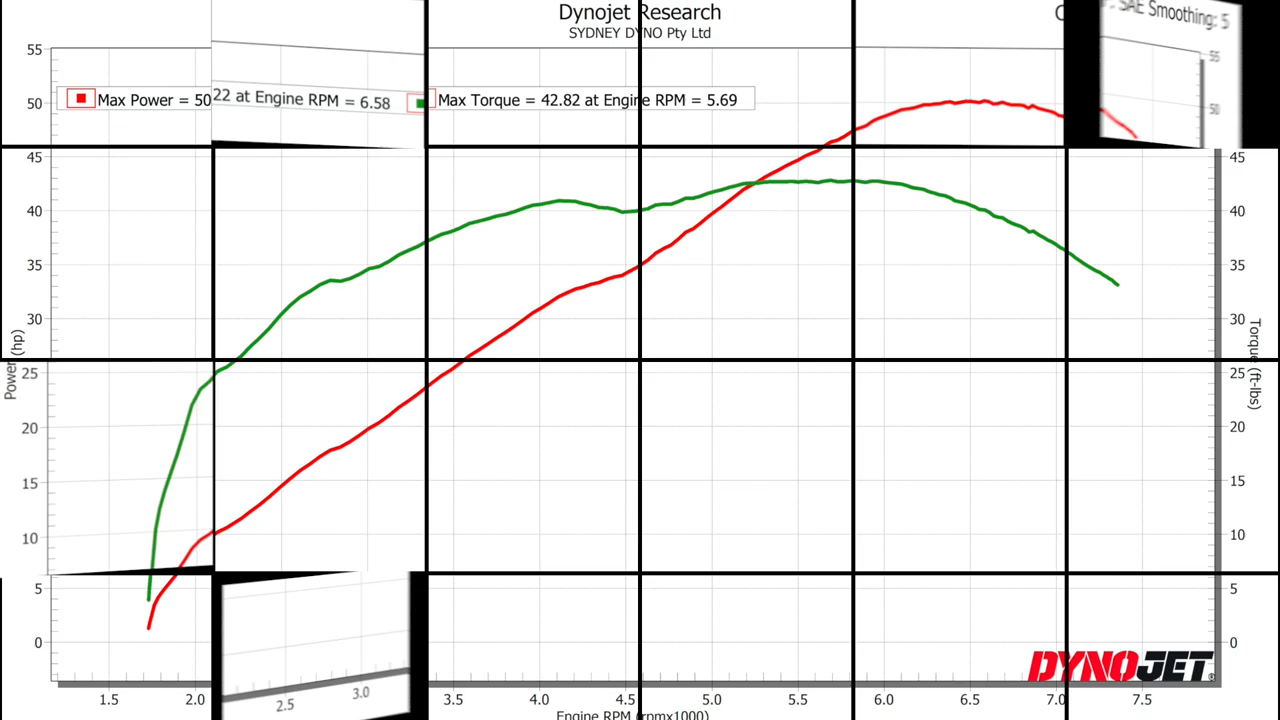 Dynojet Research
SAE Smoothing: 5
SYDNEY DYNO Pty Ltd
Max Power = 50
22 at Engine RPM = 6.58
Max Torque = 42.82 at Engine RPM = 5.69
55
50
45
40
35
30
25
20
15
10
5
0
Power (hp)
55
50
45
40
35
30
25
20
15
10
5
0
Torque (ft-lbs)
DYNOJET
1.5 2.0 2.5 3.0 3.5 4.0 4.5 5.0 5.5 6.0 6.5 7.0 7.5
Engine RPM (rpmx1000)